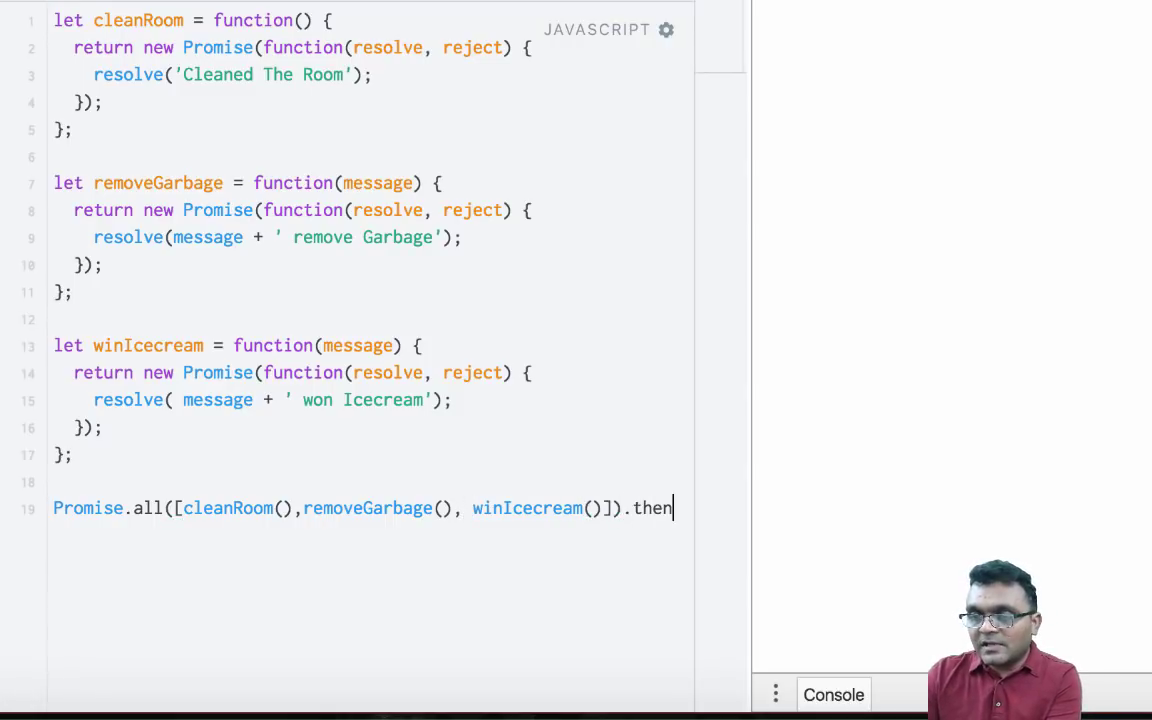 JAVASCRIPT
1 let cleanRoom = function() {
2 return new Promise(function(resolve, reject) {
3 resolve('Cleaned The Room');
4 });
5 };
6
7 let removeGarbage = function(message) {
8 return new Promise(function(resolve, reject) {
9 resolve(message + ' remove Garbage');
10 });
11 };
12
13 let winIcecream = function(message) {
14 return new Promise(function(resolve, reject) {
15 resolve( message + ' won Icecream');
16 });
17 };
18
19 Promise.all([cleanRoom(),removeGarbage(), winIcecream()]).then
Console